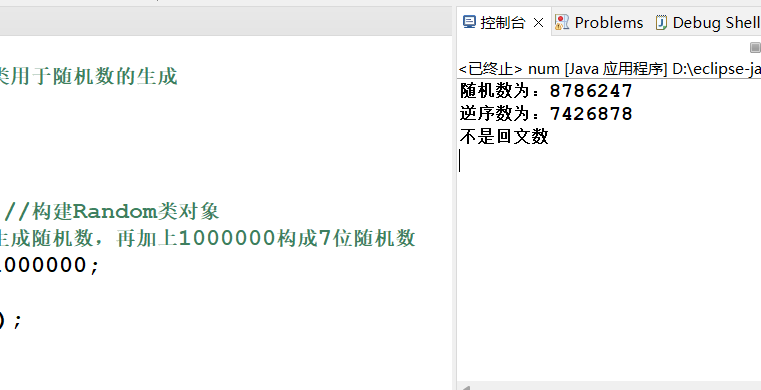 类用于随机数的生成
//构建Random类对象
生成随机数，再加上1000000构成7位随机数
1000000;
);
控制台 Problems Debug Shell
<已终止> num [Java 应用程序] D:\eclipse-ja
随机数为：8786247
逆序数为：7426878
不是回文数